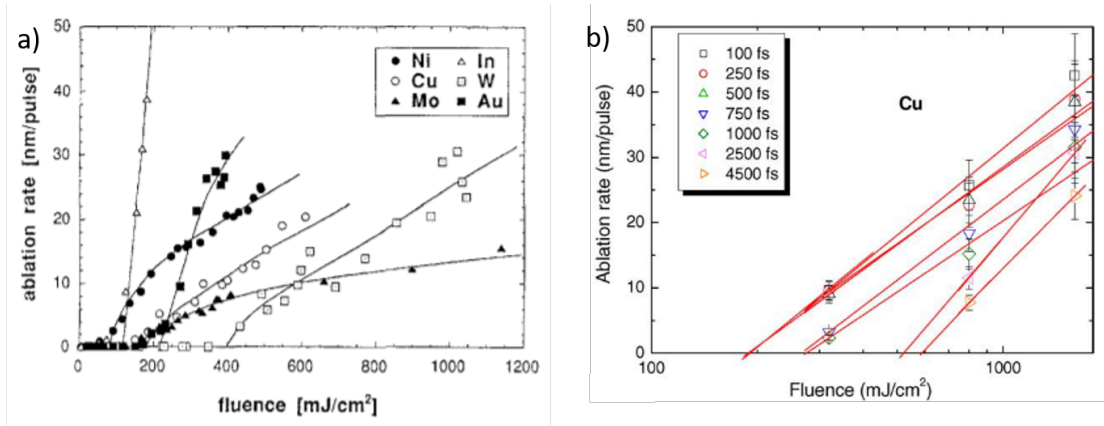 a)
50
40
30
20
10
0
ablation rate [nm/pulse]
Ni In
Cu W
Mo Au
0 200 400 600 800 1000 1200
fluence [mJ/cm²]
b)
50
40
30
20
10
0
Ablation rate (nm/pulse)
100 fs
250 fs
500 fs
750 fs
1000 fs
2500 fs
4500 fs
Cu
100 1000
Fluence (mJ/cm²)